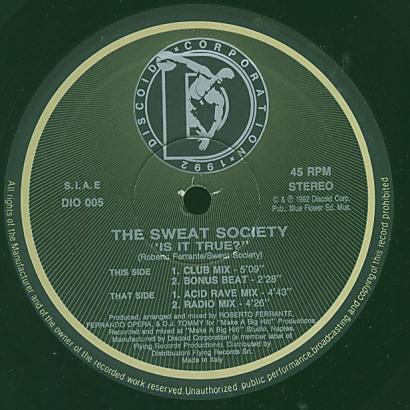 DISCOID * CORPORATION * 1992 *
S.I.A.E
DIO 005
45 RPM
STEREO
© & ℗ 1992 Discoid Corp.
Pub. Blue Flower Ed. Mus.
THE SWEAT SOCIETY
"IS IT TRUE?"
(Roberto Ferrante/Sweat Society)
THIS SIDE 1. CLUB MIX - 5'09"
2. BONUS BEAT - 2'28"
THAT SIDE 1. ACID RAVE MIX - 4'43"
2. RADIO MIX - 4'26"
Produced, arranged and mixed by ROBERTO FERRANTE,
FERNANDO OPERA, & D.J. TOMMY for "Make A Big Hit!" Productions.
Recorded and mixed at "Make A Big Hit!" Studio, Naples.
Manufactured by Discoid Corporation (a member label of
Flying Records Productions). Distributed by
Distribuzioni Flying Records Srl.
Made in Italy
All rights of the Manufacturer and of the owner of the recorded work reserved. Unauthorized public performance, broadcasting and copying of this record prohibited